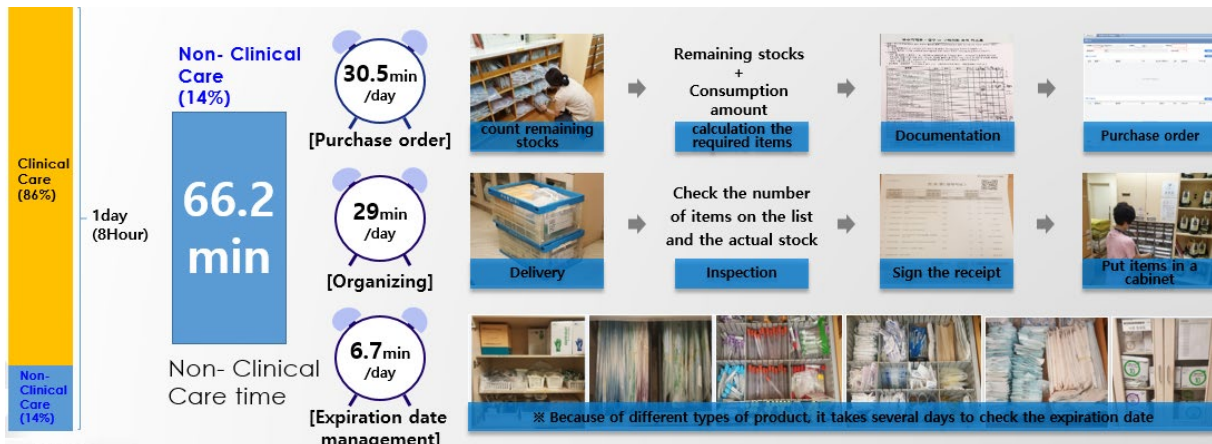 Clinical
Care
(86%)
Non-
Clinical
Care
(14%)
1day
(8Hour)
Non- Clinical
Care
(14%)
66.2
min
Non-Clinical
Care time
30.5min
/day
[Purchase order]
count remaining
stocks
Remaining stocks
+
Consumption
amount
calculation the
required items
Documentation
Purchase order
29min
/day
[Organizing]
Delivery
Check the number
of items on the list
and the actual stock
Inspection
Sign the receipt
Put items in a
cabinet
6.7min
/day
[Expiration date
management]
※ Because of different types of product, it takes several days to check the expiration date